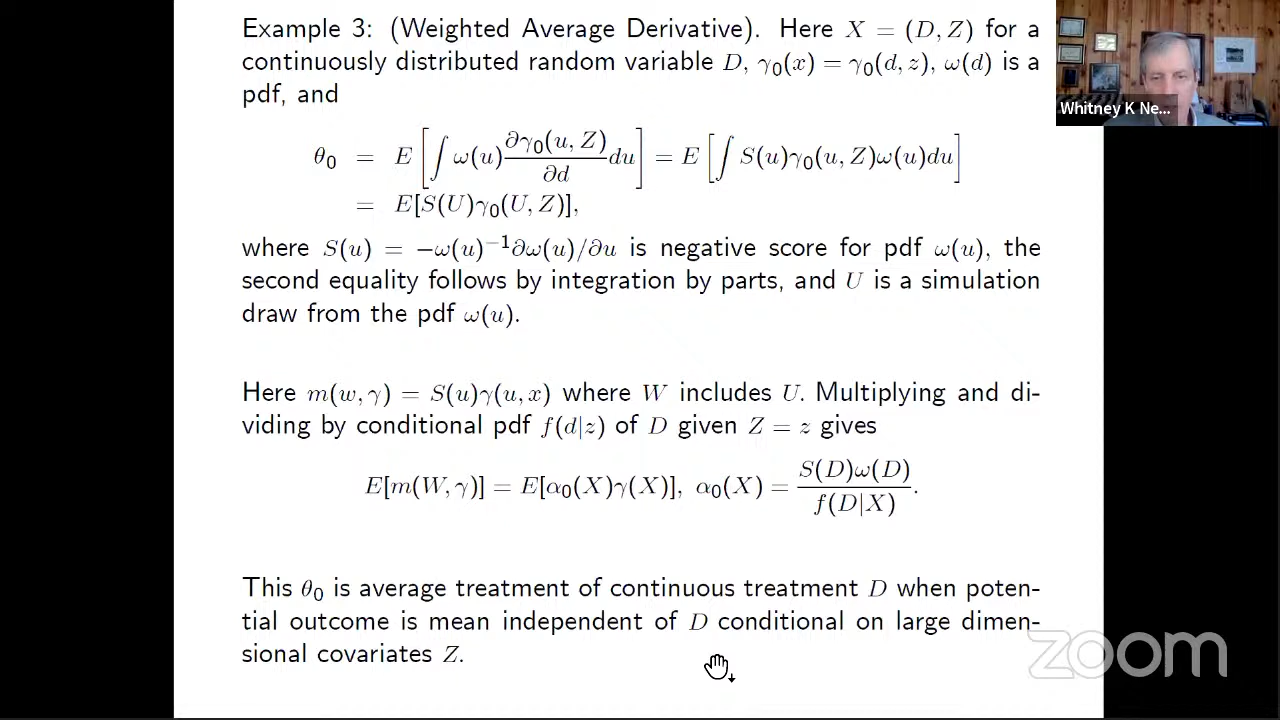 Example 3: (Weighted Average Derivative). Here X = (D, Z) for a
continuously distributed random variable D, γ₀(x) = γ₀(d, z), ω(d) is a
pdf, and
θ₀ = E[∫ ω(u) ∂γ₀(u, Z)/∂d du] = E[∫ S(u)γ₀(u, Z)ω(u)du]
= E[S(U)γ₀(U, Z)],
where S(u) = −ω(u)⁻¹∂ω(u)/∂u is negative score for pdf ω(u), the
second equality follows by integration by parts, and U is a simulation
draw from the pdf ω(u).
Here m(w, γ) = S(u)γ(u, x) where W includes U. Multiplying and di-
viding by conditional pdf f(d|z) of D given Z = z gives
E[m(W, γ)] = E[α₀(X)γ(X)], α₀(X) = S(D)ω(D)/f(D|X).
This θ₀ is average treatment of continuous treatment D when poten-
tial outcome is mean independent of D conditional on large dimen-
sional covariates Z.
Whitney K Ne...
zoom